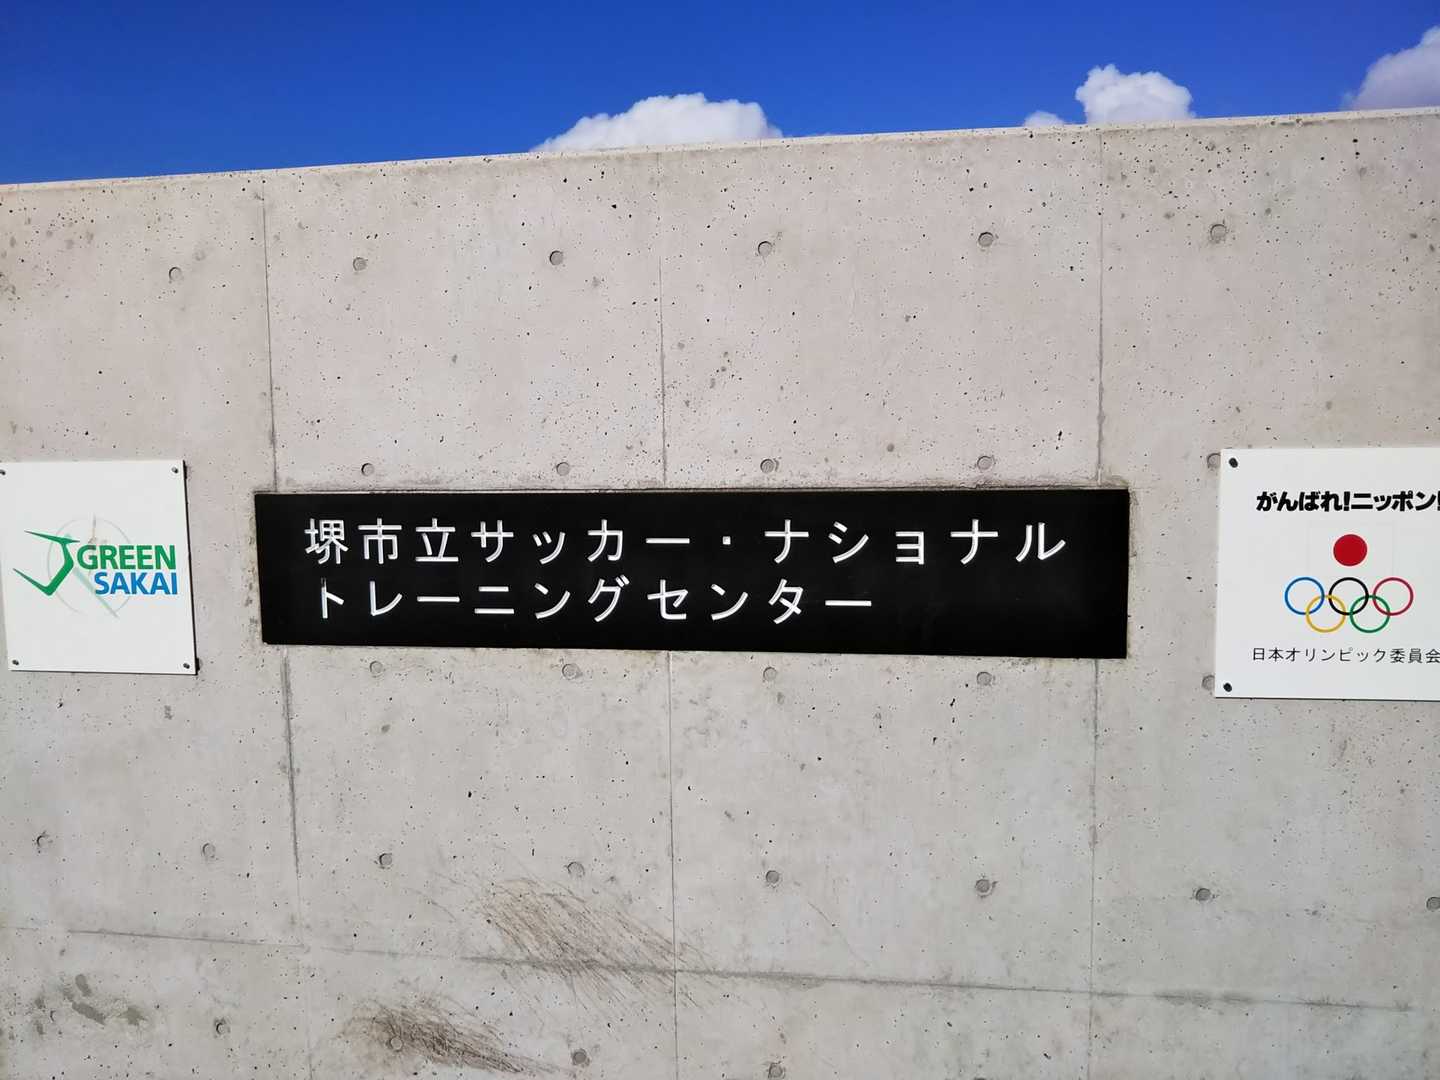 J GREEN
SAKAI
堺市立サッカー・ナショナル
トレーニングセンター
がんばれ!ニッポン!
日本オリンピック委員会